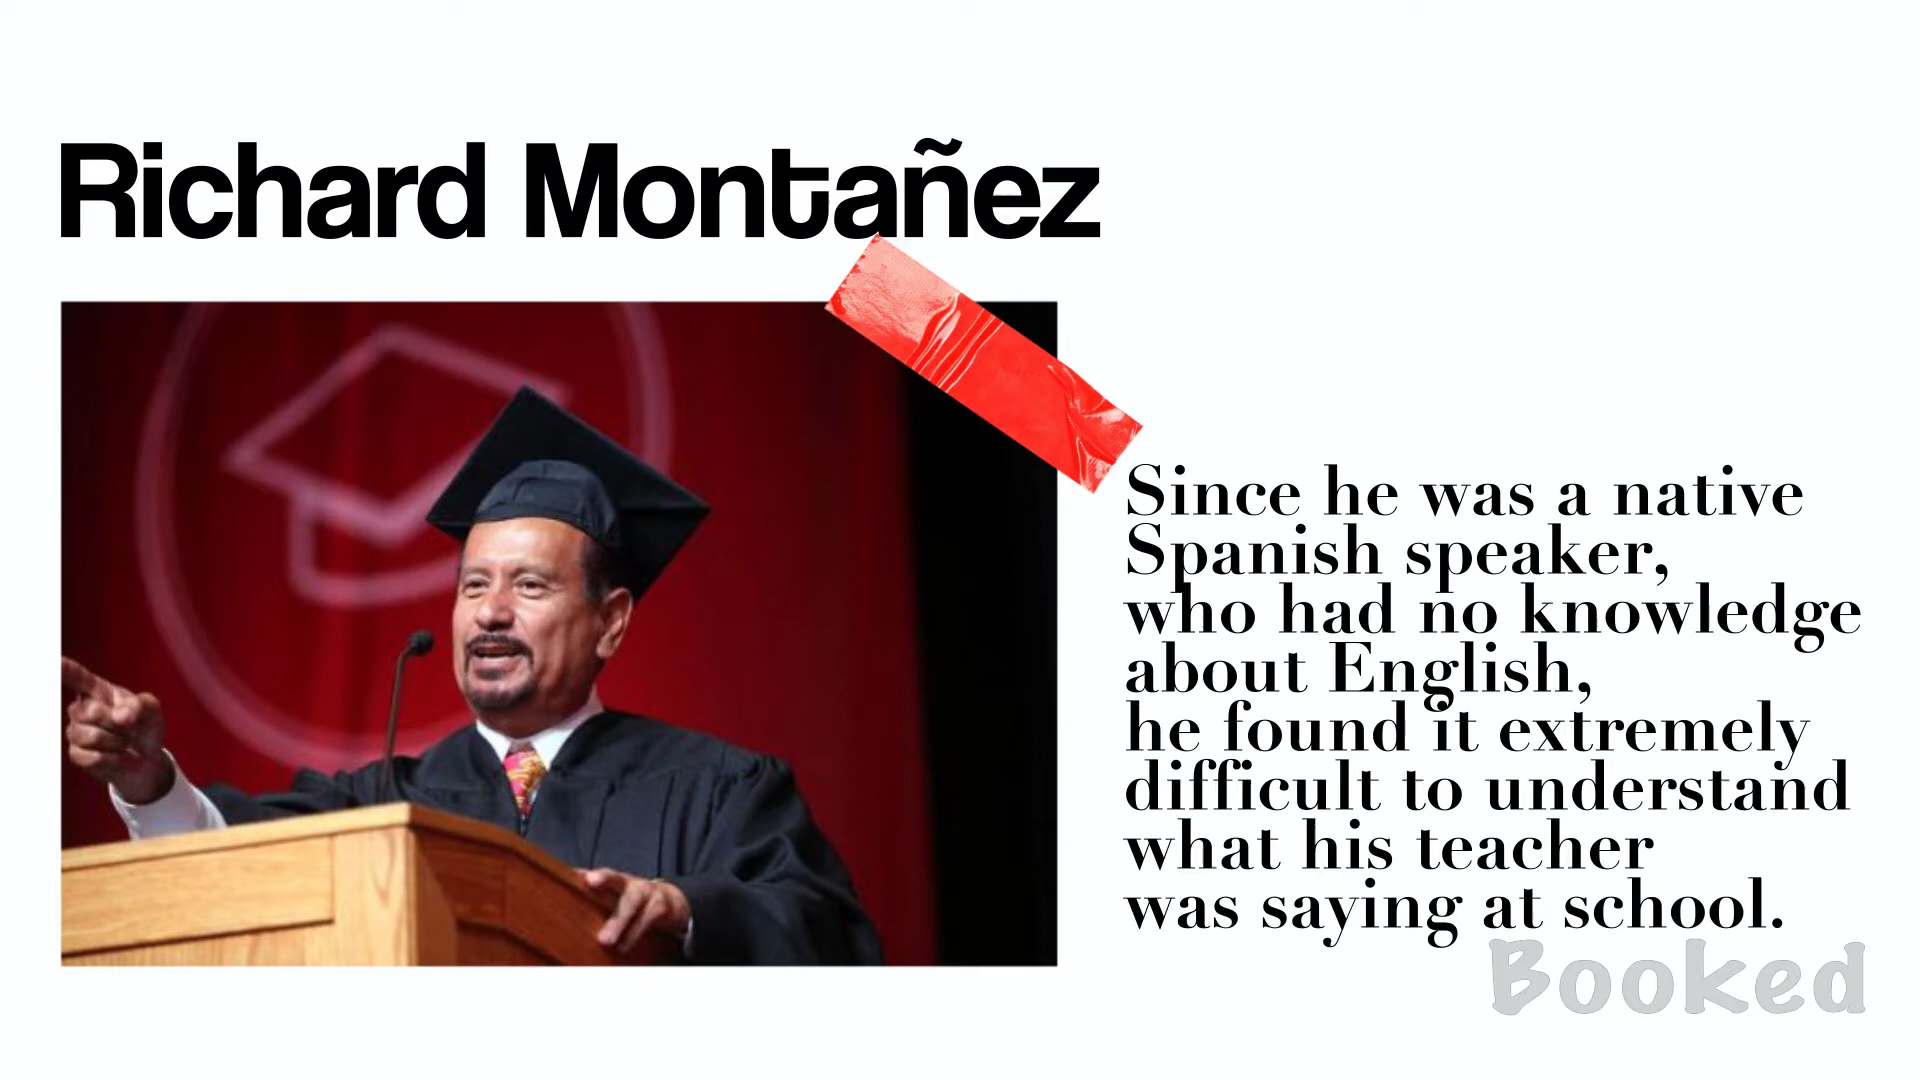 Richard Montañez
Since he was a native
Spanish speaker,
who had no knowledge
about English,
he found it extremely
difficult to understand
what his teacher
was saying at school.
Booked